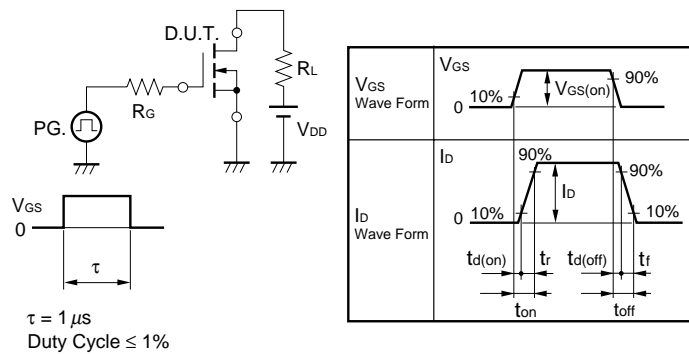 D.U.T.
RL
RG
PG.
VDD
VGS
0
τ
τ = 1 μs
Duty Cycle ≤ 1%
VGS
Wave Form
VGS
10%
0
VGS(on)
90%
ID
Wave Form
ID
90%
90%
ID
0 10%
10%
td(on) tr td(off) tf
ton toff